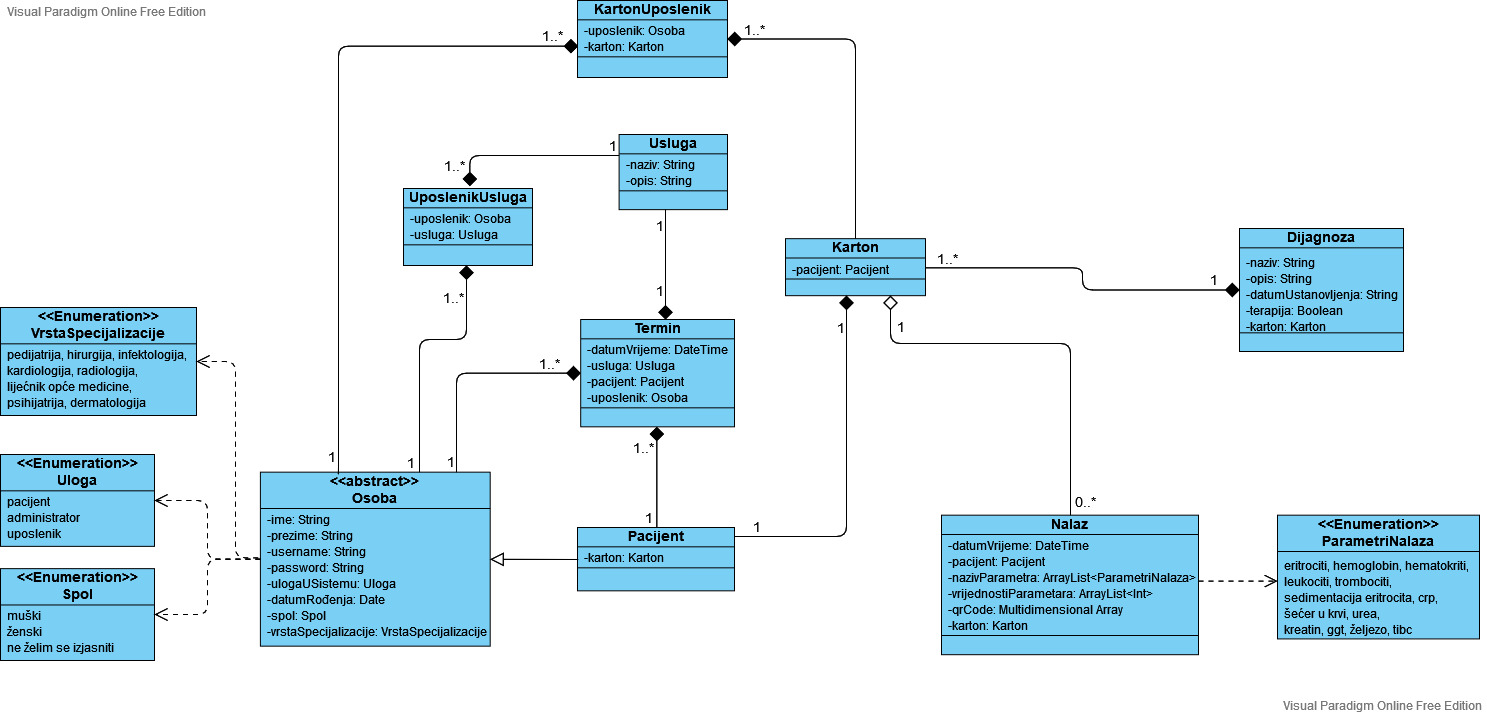 Visual Paradigm Online Free Edition
KartonUposlenik
-uposlenik: Osoba
-karton: Karton
1..*
1..*
Usluga
-naziv: String
-opis: String
1
1..*
UposlenikUsluga
-uposlenik: Osoba
-usluga: Usluga
1..*
1
1
Karton
-pacijent: Pacijent
1..*
1
1
1
Dijagnoza
-naziv: String
-opis: String
-datumUstanovljenja: String
-terapija: Boolean
-karton: Karton
<<Enumeration>>
VrstaSpecijalizacije
pedijatrija, hirurgija, infektologija,
kardiologija, radiologija,
liječnik opće medicine,
psihijatrija, dermatologija
Termin
-datumVrijeme: DateTime
-usluga: Usluga
-pacijent: Pacijent
-uposlenik: Osoba
1..*
1..*
1
1
1
<<Enumeration>>
Uloga
pacijent
administrator
uposlenik
<<abstract>>
Osoba
-ime: String
-prezime: String
-username: String
-password: String
-ulogaUSistemu: Uloga
-datumRođenja: Date
-spol: Spol
-vrstaSpecijalizacije: VrstaSpecijalizacije
1
1
Pacijent
-karton: Karton
0..*
Nalaz
-datumVrijeme: DateTime
-pacijent: Pacijent
-nazivParametra: ArrayList<ParametriNalaza>
-vrijednostiParametara: ArrayList<Int>
-qrCode: Multidimensional Array
-karton: Karton
<<Enumeration>>
ParametriNalaza
eritrociti, hemoglobin, hematokriti,
leukociti, trombociti,
sedimentacija eritrocita, crp,
šećer u krvi, urea,
kreatin, ggt, željezo, tibc
<<Enumeration>>
Spol
muški
ženski
ne želim se izjasniti
Visual Paradigm Online Free Edition